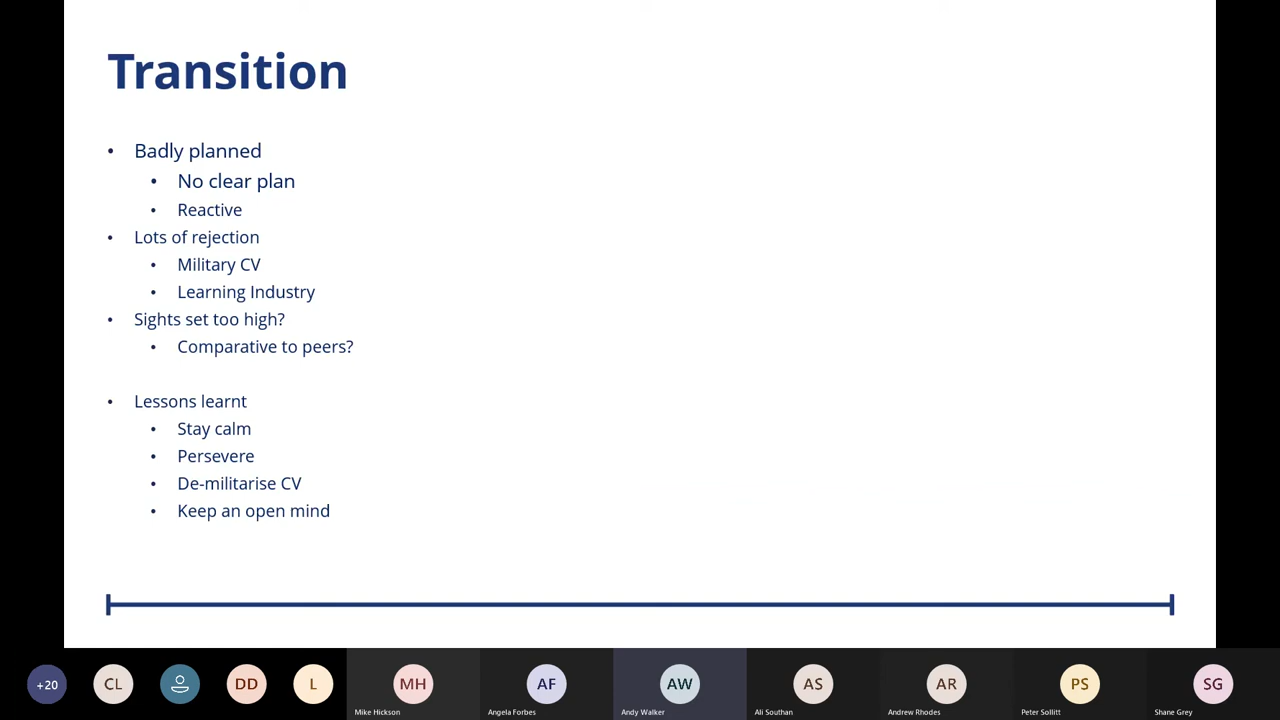 Transition
• Badly planned
• No clear plan
• Reactive
• Lots of rejection
• Military CV
• Learning Industry
• Sights set too high?
• Comparative to peers?
• Lessons learnt
• Stay calm
• Persevere
• De-militarise CV
• Keep an open mind
+20 CL DD L MH AF AW AS AR PS SG
Mike Hickson Angela Forbes Andy Walker Ali Southan Andrew Rhodes Peter Sollitt Shane Grey